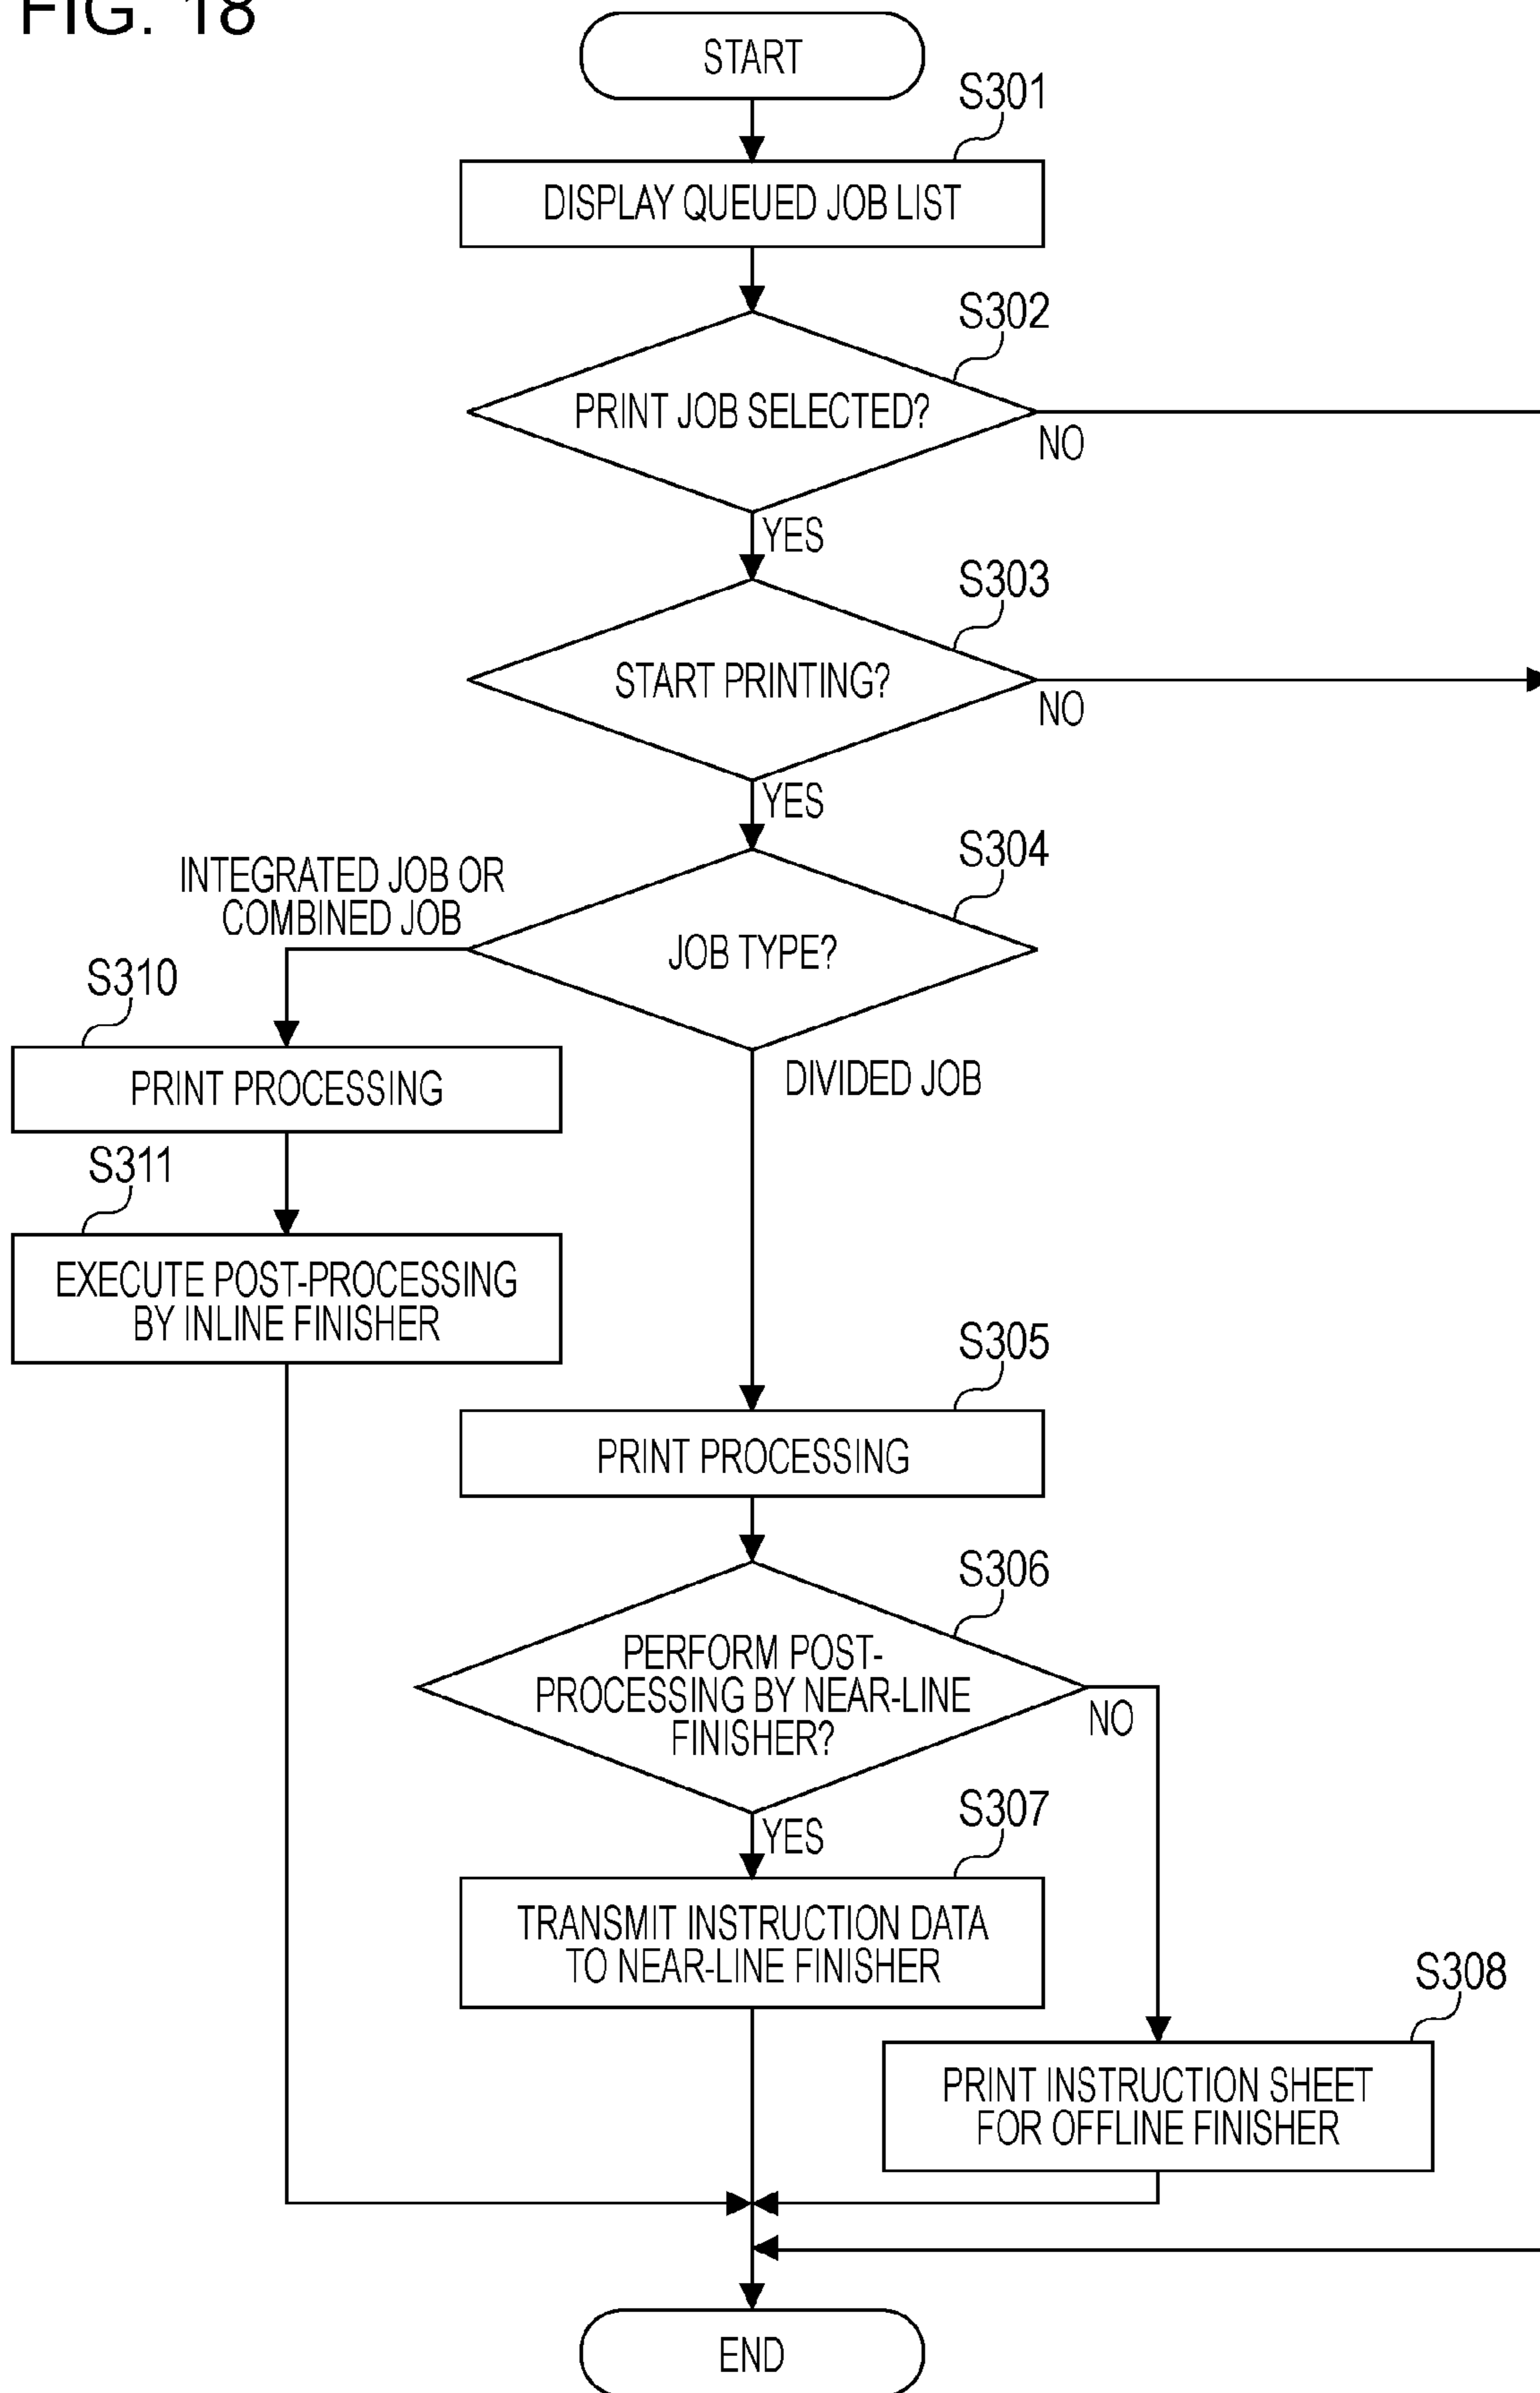 FIG. 18
START
S301
DISPLAY QUEUED JOB LIST
S302
PRINT JOB SELECTED?
NO
YES
S303
START PRINTING?
NO
YES
S304
INTEGRATED JOB OR
COMBINED JOB
JOB TYPE?
S310
DIVIDED JOB
PRINT PROCESSING
S311
EXECUTE POST-PROCESSING
BY INLINE FINISHER
S305
PRINT PROCESSING
S306
PERFORM POST-
PROCESSING BY NEAR-LINE
FINISHER?
NO
YES
S307
TRANSMIT INSTRUCTION DATA
TO NEAR-LINE FINISHER
S308
PRINT INSTRUCTION SHEET
FOR OFFLINE FINISHER
END